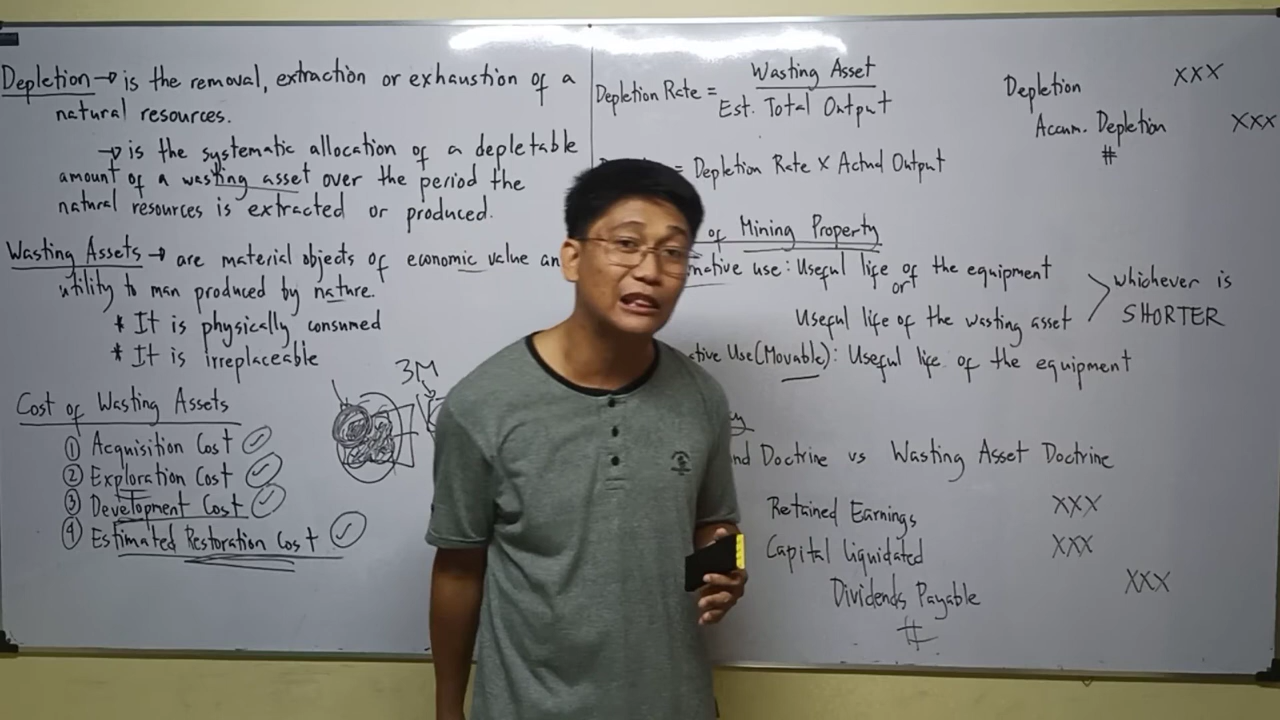 Depletion → is the removal, extraction or exhaustion of a
natural resources.
→ is the systematic allocation of a depletable
amount of a wasting asset over the period the
natural resources is extracted or produced.
Wasting Assets → are material objects of economic value an
utility to man produced by nature.
* It is physically consumed
* It is irreplaceable
3M
Cost of Wasting Assets
① Acquisition Cost ✓
② Exploration Cost ✓
③ Development Cost ✓
④ Estimated Restoration Cost ✓
Depletion Rate = Wasting Asset
Est. Total Output
= Depletion Rate X Actual Output
Depletion XXX
Accum. Depletion XXX
#
of Mining Property
native use: Useful life of the equipment
or
Useful life of the wasting asset
whichever is
SHORTER
tive Use (Movable): Useful life of the equipment
nd Doctrine vs Wasting Asset Doctrine
Retained Earnings XXX
Capital Liquidated XXX
Dividends Payable XXX
#